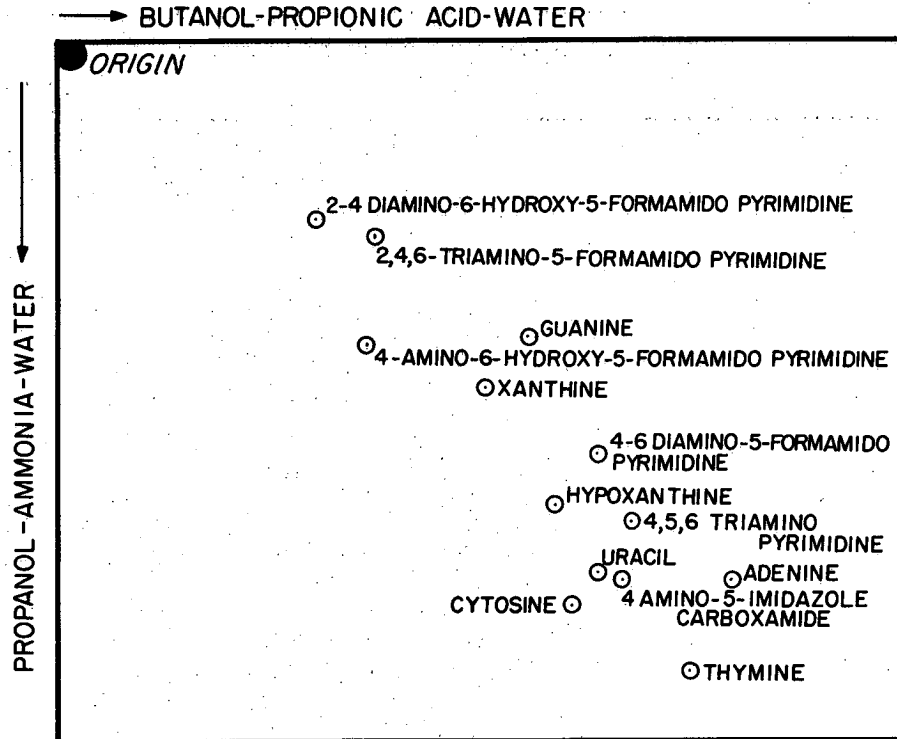 BUTANOL-PROPIONIC ACID-WATER
ORIGIN
PROPANOL-AMMONIA-WATER
2-4 DIAMINO-6-HYDROXY-5-FORMAMIDO PYRIMIDINE
2,4,6-TRIAMINO-5-FORMAMIDO PYRIMIDINE
GUANINE
4-AMINO-6-HYDROXY-5-FORMAMIDO PYRIMIDINE
XANTHINE
4-6 DIAMINO-5-FORMAMIDO
PYRIMIDINE
HYPOXANTHINE
4,5,6 TRIAMINO
PYRIMIDINE
URACIL
ADENINE
4 AMINO-5-IMIDAZOLE
CARBOXAMIDE
CYTOSINE
THYMINE